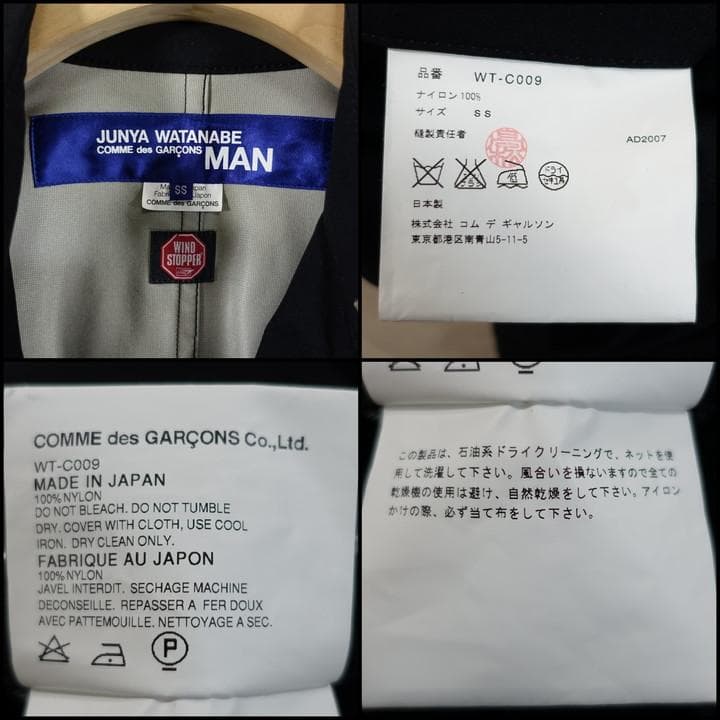 JUNYA WATANABE
COMME des GARÇONS MAN
SS
Fabric
COMME des GARÇONS
WIND
STOPPER
品番 WT-C009
ナイロン100%
サイズ SS
縫製責任者
AD2007
ドライ
セキユ系
日本製
株式会社 コム デ ギャルソン
東京都港区南青山5-11-5
COMME des GARÇONS Co.,Ltd.
WT-C009
MADE IN JAPAN
100%NYLON
DO NOT BLEACH. DO NOT TUMBLE
DRY. COVER WITH CLOTH, USE COOL
IRON. DRY CLEAN ONLY.
FABRIQUE AU JAPON
100%NYLON
JAVEL INTERDIT. SECHAGE MACHINE
DECONSEILLE. REPASSER A FER DOUX
AVEC PATTEMOUILLE. NETTOYAGE A SEC.
P
この製品は、石油系ドライクリーニングで、ネットを使
用して洗濯して下さい。風合いを損ないますので全ての
乾燥機の使用は避け、自然乾燥をして下さい。アイロン
かけの際、必ず当て布をして下さい。